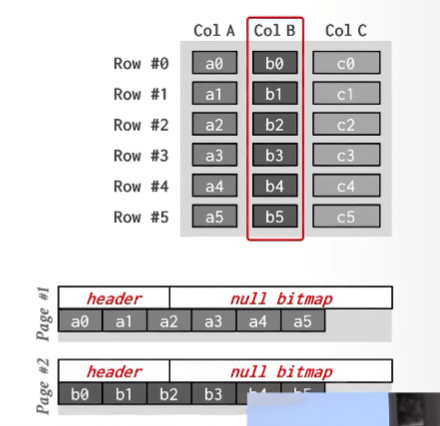 Col A Col B Col C
Row #0 a0 b0 c0
Row #1 a1 b1 c1
Row #2 a2 b2 c2
Row #3 a3 b3 c3
Row #4 a4 b4 c4
Row #5 a5 b5 c5
Page #1
header null bitmap
a0 a1 a2 a3 a4 a5
Page #2
header null bitmap
b0 b1 b2 b3 b4 b5